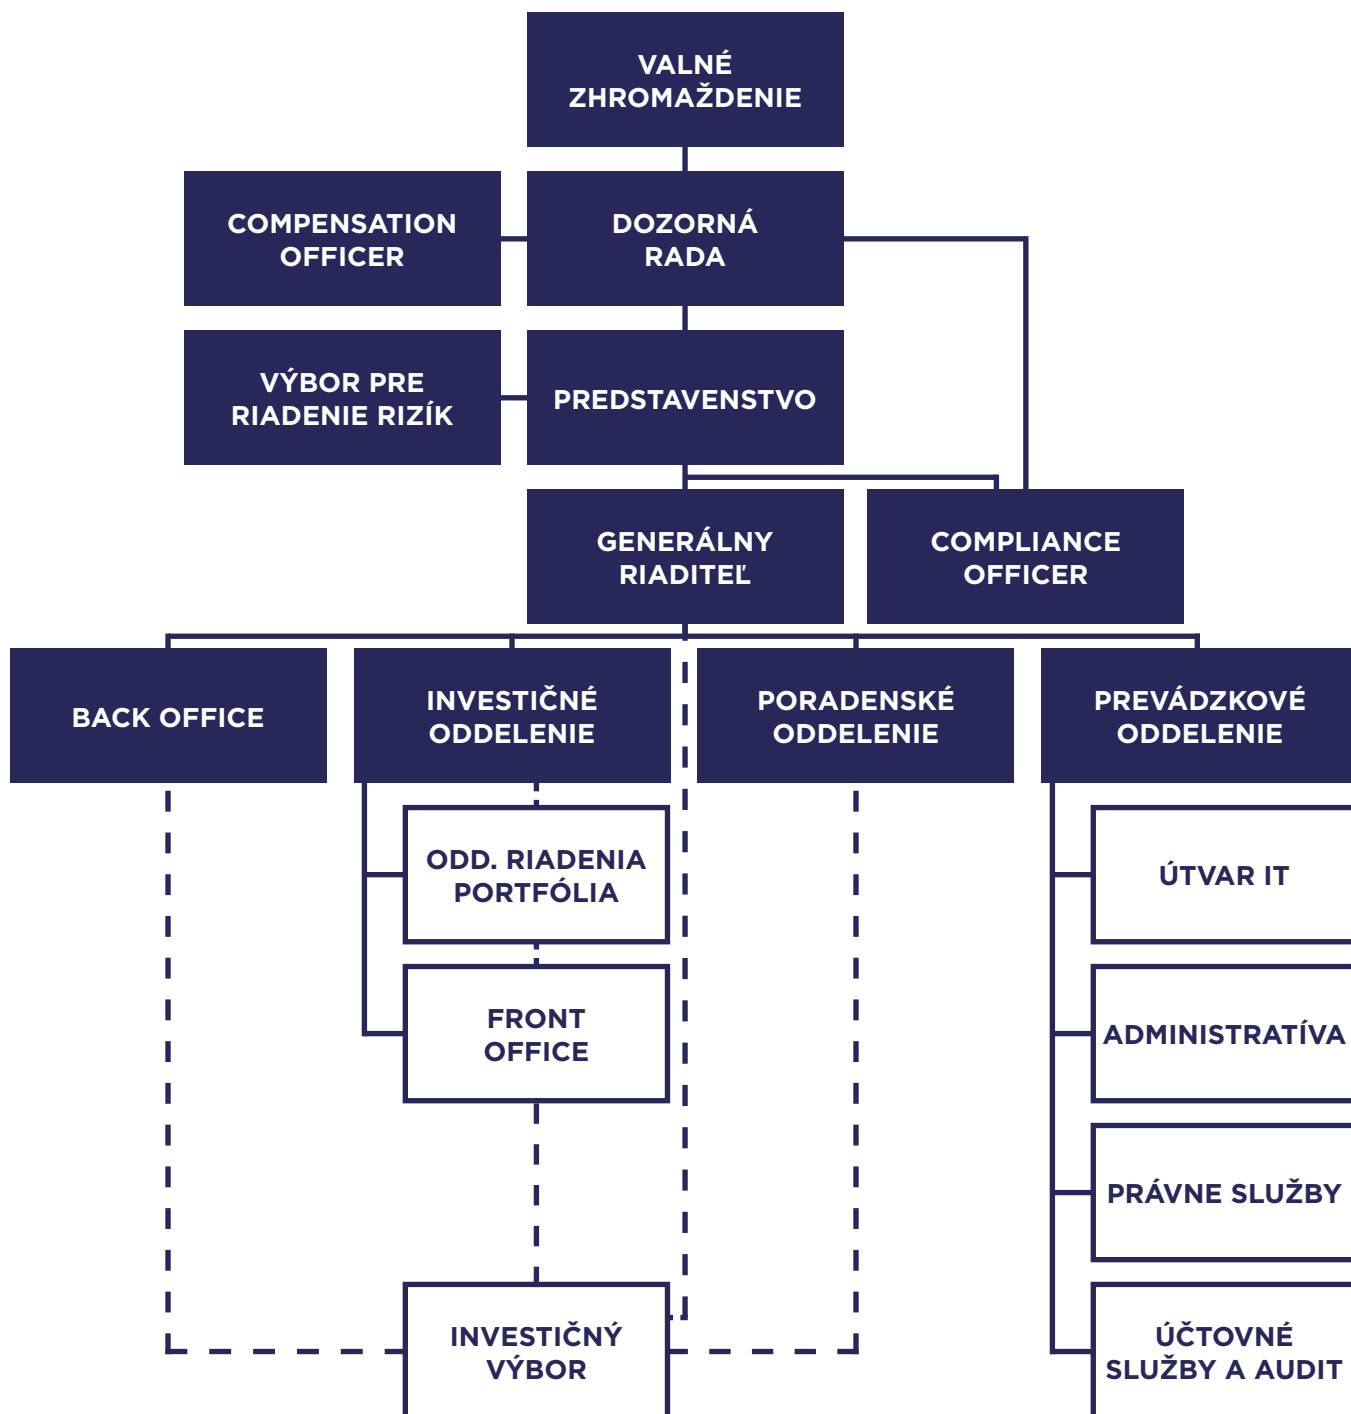 VALNÉ
ZHROMAŽDENIE
COMPENSATION
OFFICER
DOZORNÁ
RADA
VÝBOR PRE
RIADENIE RIZÍK
PREDSTAVENSTVO
GENERÁLNY
RIADITEĽ
COMPLIANCE
OFFICER
BACK OFFICE
INVESTIČNÉ
ODDELENIE
PORADENSKÉ
ODDELENIE
PREVÁDZKOVÉ
ODDELENIE
ODD. RIADENIA
PORTFÓLIA
ÚTVAR IT
FRONT
OFFICE
ADMINISTRATÍVA
PRÁVNE SLUŽBY
INVESTIČNÝ
VÝBOR
ÚČTOVNÉ
SLUŽBY A AUDIT